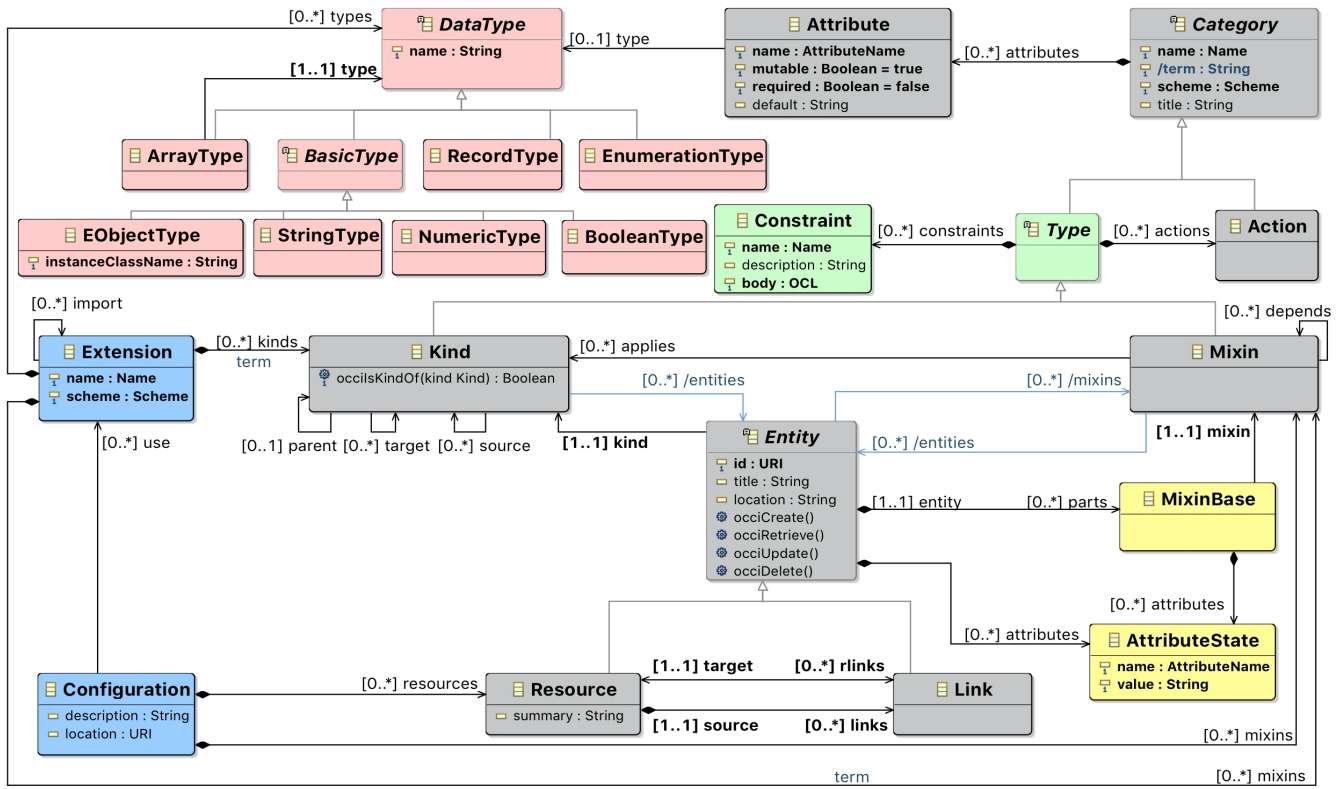 [0..*] types
DataType
name : String
[0..1] type
Attribute
name : AttributeName
mutable : Boolean = true
required : Boolean = false
default : String
[0..*] attributes
Category
name : Name
/term : String
scheme : Scheme
title : String
[1..1] type
ArrayType
BasicType
RecordType
EnumerationType
EObjectType
instanceClassName : String
StringType
NumericType
BooleanType
Constraint
name : Name
description : String
body : OCL
[0..*] constraints
Type
[0..*] actions
Action
[0..*] import
Extension
name : Name
scheme : Scheme
[0..*] kinds
term
Kind
occiIsKindOf(kind Kind) : Boolean
[0..*] applies
[0..*] depends
Mixin
[0..*] /entities
[0..*] /mixins
[0..1] parent
[0..*] target
[0..*] source
[1..1] kind
[0..*] use
Entity
id : URI
title : String
location : String
occiCreate()
occiRetrieve()
occiUpdate()
occiDelete()
[0..*] /entities
[1..1] mixin
[1..1] entity
[0..*] parts
MixinBase
[0..*] attributes
[0..*] attributes
AttributeState
name : AttributeName
value : String
Configuration
description : String
location : URI
[0..*] resources
Resource
summary : String
[1..1] target
[0..*] rlinks
[1..1] source
[0..*] links
Link
[0..*] mixins
term
[0..*] mixins